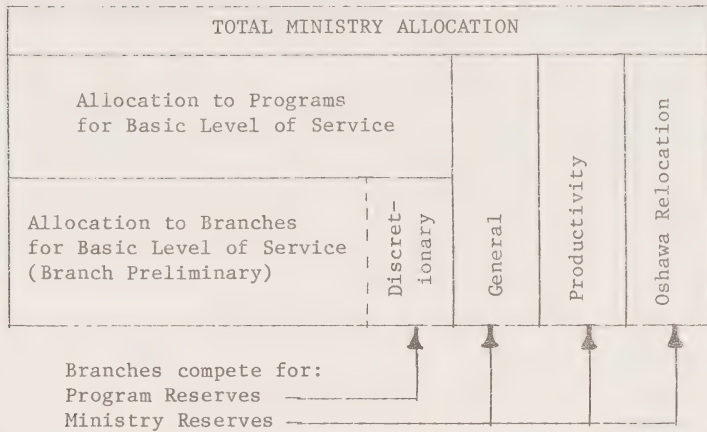 TOTAL MINISTRY ALLOCATION
Allocation to Programs
for Basic Level of Service
Allocation to Branches
for Basic Level of Service
(Branch Preliminary)
Discret-
ionary
General
Productivity
Oshawa Relocation
Branches compete for:
Program Reserves
Ministry Reserves